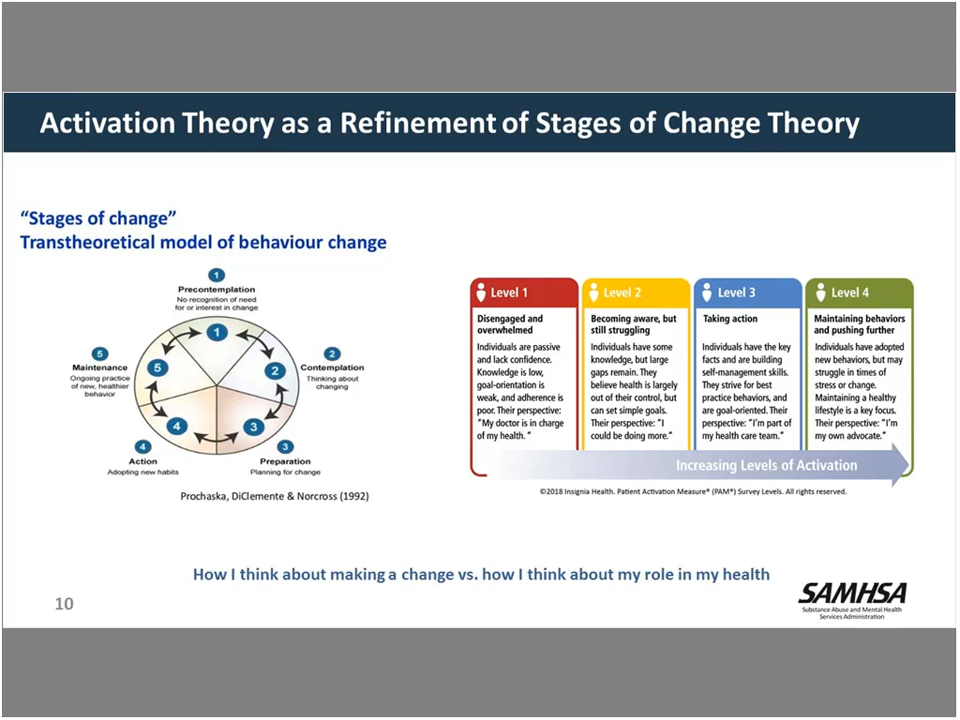 Activation Theory as a Refinement of Stages of Change Theory
“Stages of change”
Transtheoretical model of behaviour change
1
Precontemplation
No recognition of need
for or interest in change
1
5
Maintenance
Ongoing practice
of new, healthier
behavior
5
2
2
Contemplation
Thinking about
changing
4
3
4
Action
Adopting new habits
3
Preparation
Planning for change
Prochaska, DiClemente & Norcross (1992)
Level 1
Disengaged and
overwhelmed
Individuals are passive
and lack confidence.
Knowledge is low,
goal-orientation is
weak, and adherence is
poor. Their perspective:
“My doctor is in charge
of my health. ”
Level 2
Becoming aware, but
still struggling
Individuals have some
knowledge, but large
gaps remain. They
believe health is largely
out of their control, but
can set simple goals.
Their perspective: “I
could be doing more.”
Level 3
Taking action
Individuals have the key
facts and are building
self-management skills.
They strive for best
practice behaviors, and
are goal-oriented. Their
perspective: “I’m part of
my health care team.”
Level 4
Maintaining behaviors
and pushing further
Individuals have adopted
new behaviors, but may
struggle in times of
stress or change.
Maintaining a healthy
lifestyle is a key focus.
Their perspective: “I’m
my own advocate.”
Increasing Levels of Activation
©2018 Insignia Health. Patient Activation Measure® (PAM®) Survey Levels. All rights reserved.
How I think about making a change vs. how I think about my role in my health
10
SAMHSA
Substance Abuse and Mental Health
Services Administration